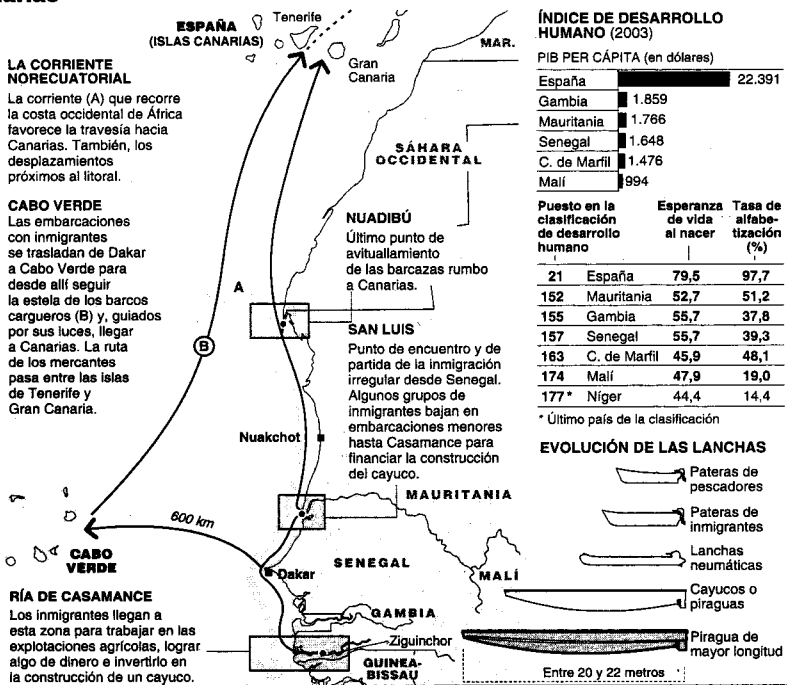 ESPAÑA
(ISLAS CANARIAS)
Tenerife
Gran
Canaria
MAR.
LA CORRIENTE
NORECUATORIAL
La corriente (A) que recorre
la costa occidental de África
favorece la travesía hacia
Canarias. También, los
desplazamientos
próximos al litoral.
CABO VERDE
Las embarcaciones
con inmigrantes
se trasladan de Dakar
a Cabo Verde para
desde allí seguir
la estela de los barcos
cargueros (B) y, guiados
por sus luces, llegar
a Canarias. La ruta
de los mercantes
pasa entre las islas
de Tenerife y
Gran Canaria.
SÁHARA
OCCIDENTAL
NUADIBÚ
Último punto de
avituallamiento
de las barcazas rumbo
a Canarias.
A
B
SAN LUIS
Punto de encuentro y de
partida de la inmigración
irregular desde Senegal.
Algunos grupos de
inmigrantes bajan en
embarcaciones menores
hasta Casamance para
financiar la construcción
del cayuco.
Nuakchot
MAURITANIA
600 km
CABO
VERDE
Dakar
SENEGAL
MALÍ
GAMBIA
Ziguinchor
GUINEA-
BISSAU
RÍA DE CASAMANCE
Los inmigrantes llegan a
esta zona para trabajar en las
explotaciones agrícolas, lograr
algo de dinero e invertirlo en
la construcción de un cayuco.
ÍNDICE DE DESARROLLO
HUMANO (2003)
PIB PER CÁPITA (en dólares)
España 22.391
Gambia 1.859
Mauritania 1.766
Senegal 1.648
C. de Marfil 1.476
Malí 994
Puesto en la clasificación de desarrollo humano
Esperanza de vida al nacer
Tasa de alfabetización (%)
21 España 79,5 97,7
152 Mauritania 52,7 51,2
155 Gambia 55,7 37,8
157 Senegal 55,7 39,3
163 C. de Marfil 45,9 48,1
174 Malí 47,9 19,0
177* Níger 44,4 14,4
* Último país de la clasificación
EVOLUCIÓN DE LAS LANCHAS
Pateras de
pescadores
Pateras de
inmigrantes
Lanchas
neumáticas
Cayucos o
piraguas
Piragua de
mayor longitud
Entre 20 y 22 metros